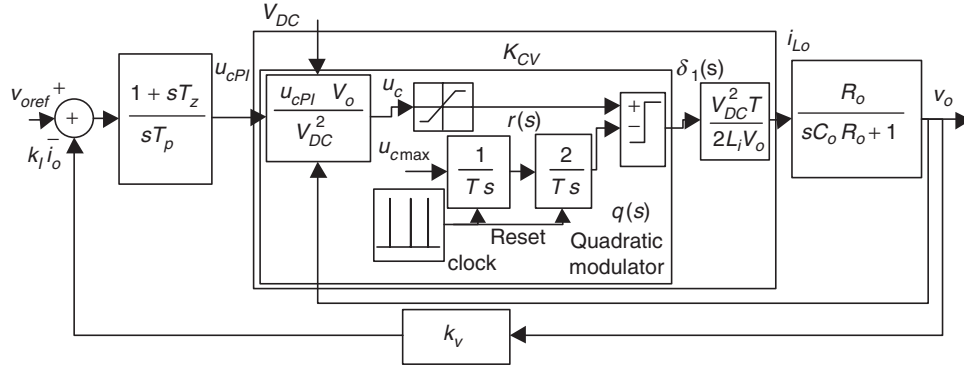 V_DC
K_CV
i_Lo
u_cPI
u_cPI V_o
V_DC^2
u_c
δ_1(s)
v_oref
+
+
−
k_I i_o
1 + sT_z
sT_p
r(s)
u_cmax
1
T s
2
T s
+
−
V_DC^2 T
2L_i V_o
R_o
sC_o R_o + 1
v_o
Reset
clock
q(s)
Quadratic
modulator
k_v